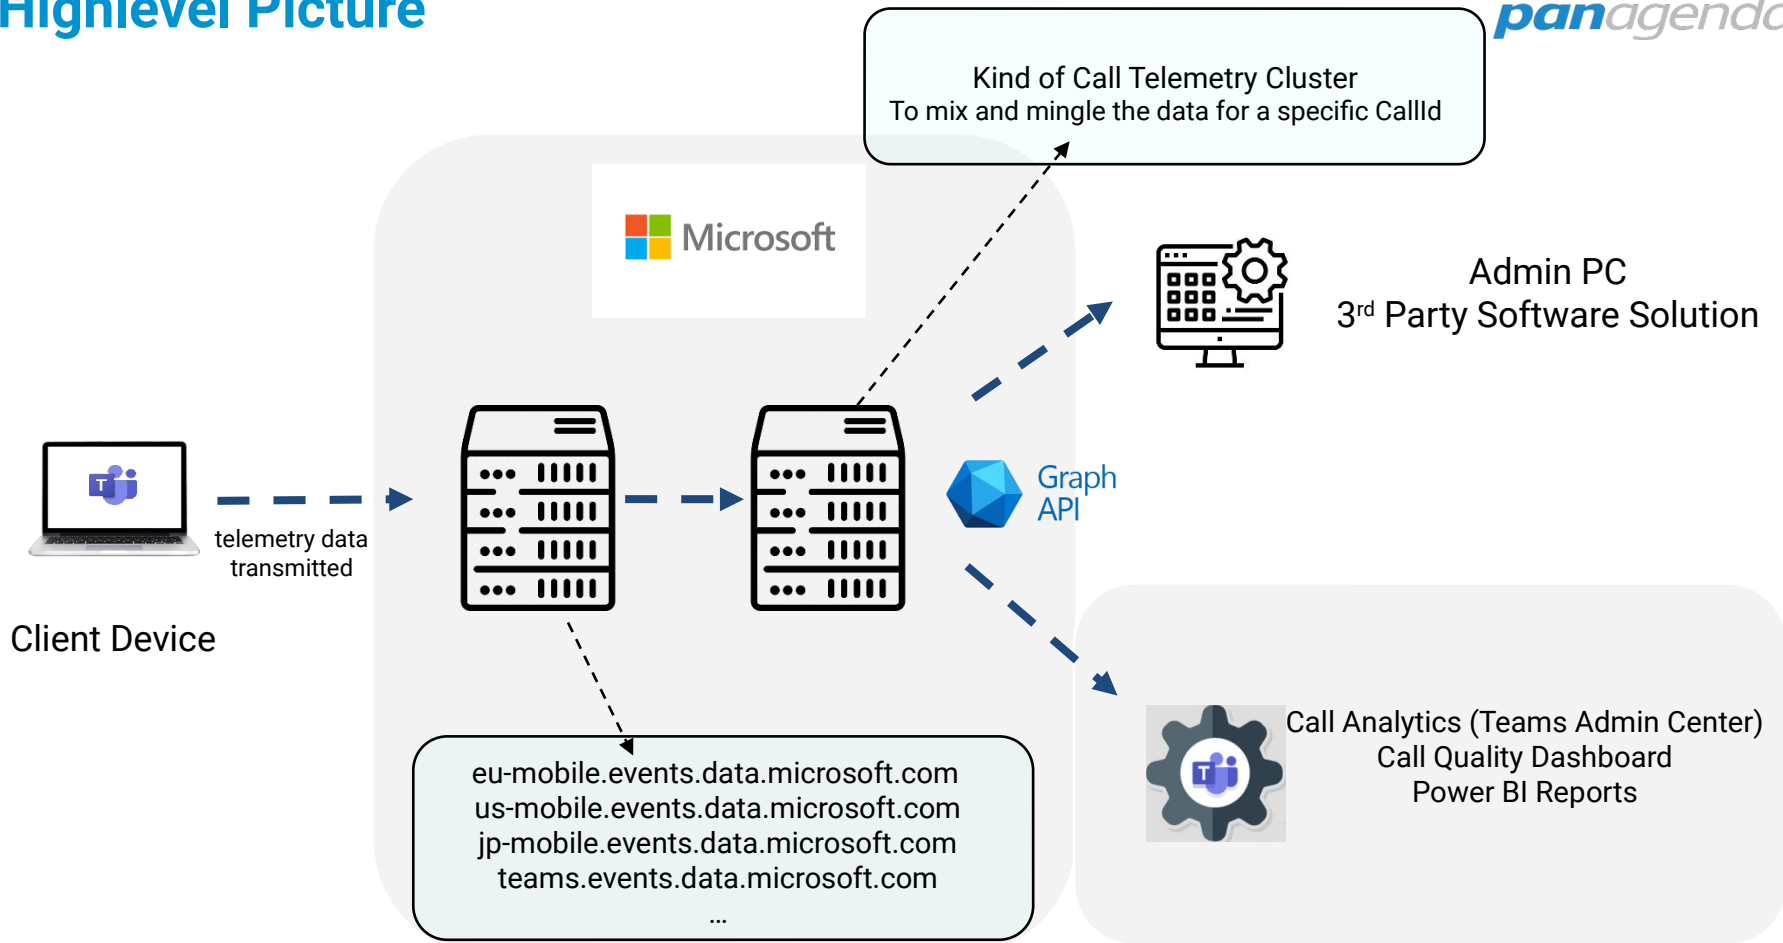 Highlevel Picture
panagenda
Kind of Call Telemetry Cluster
To mix and mingle the data for a specific CallId
Microsoft
Admin PC
3rd Party Software Solution
T
Graph
API
telemetry data
transmitted
Client Device
eu-mobile.events.data.microsoft.com
us-mobile.events.data.microsoft.com
jp-mobile.events.data.microsoft.com
teams.events.data.microsoft.com
...
Call Analytics (Teams Admin Center)
Call Quality Dashboard
Power BI Reports
T